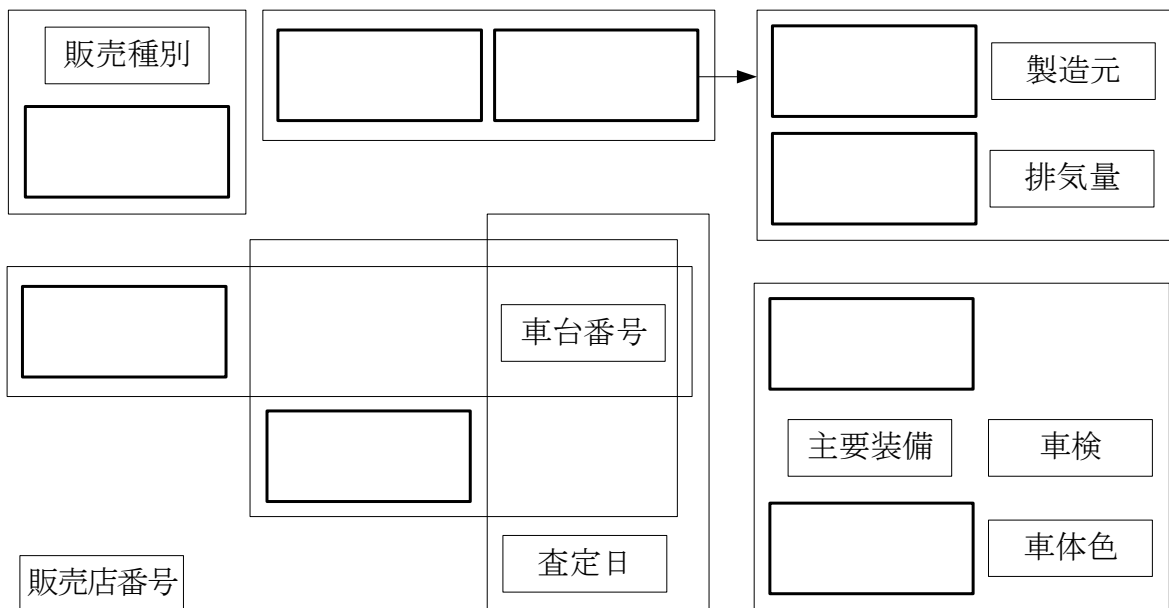 販売種別
製造元
排気量
車台番号
主要装備
車検
査定日
車体色
販売店番号